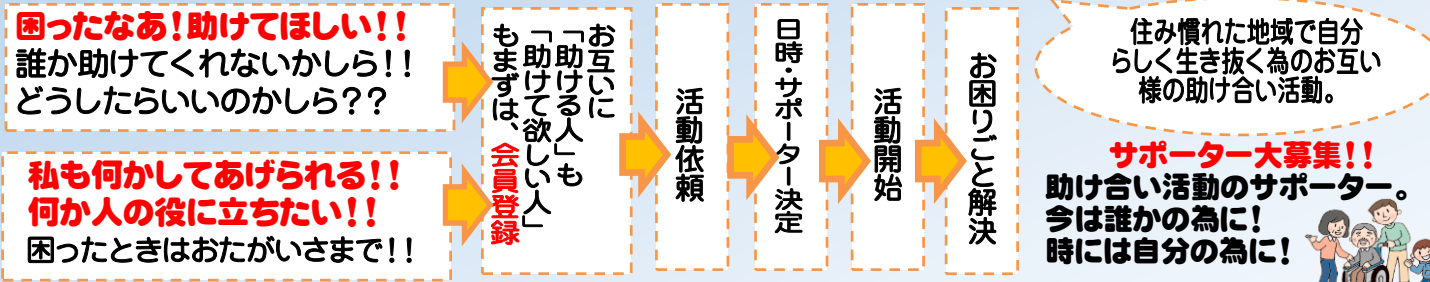 困ったなあ！助けてほしい！！
誰か助けてくれないかしら！！
どうしたらいいのかしら？？
私も何かしてあげられる！！
何か人の役に立ちたい！！
困ったときはおたがいさまで！！
お互いに
「助ける人」も
「助けて欲しい人」
もまずは、会員登録
活動依頼
日時・サポーター決定
活動開始
お困りごと解決
住み慣れた地域で自分
らしく生き抜く為のお互い
様の助け合い活動。
サポーター大募集！！
助け合い活動のサポーター。
今は誰かの為に！
時には自分の為に！